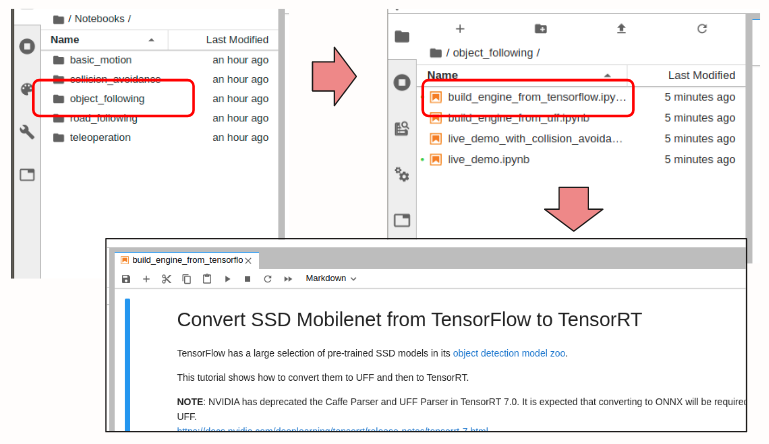 / Notebooks /
Name Last Modified
basic_motion an hour ago
collision_avoidance an hour ago
object_following an hour ago
road_following an hour ago
teleoperation an hour ago
/ object_following /
Name Last Modified
build_engine_from_tensorflow.ipy… 5 minutes ago
build_engine_from_uff.ipynb 5 minutes ago
live_demo_with_collision_avoida… 5 minutes ago
live_demo.ipynb 5 minutes ago
build_engine_from_tensorflo
Markdown
Convert SSD Mobilenet from TensorFlow to TensorRT
TensorFlow has a large selection of pre-trained SSD models in its object detection model zoo.
This tutorial shows how to convert them to UFF and then to TensorRT.
NOTE: NVIDIA has deprecated the Caffe Parser and UFF Parser in TensorRT 7.0. It is expected that converting to ONNX will be required
UFF.